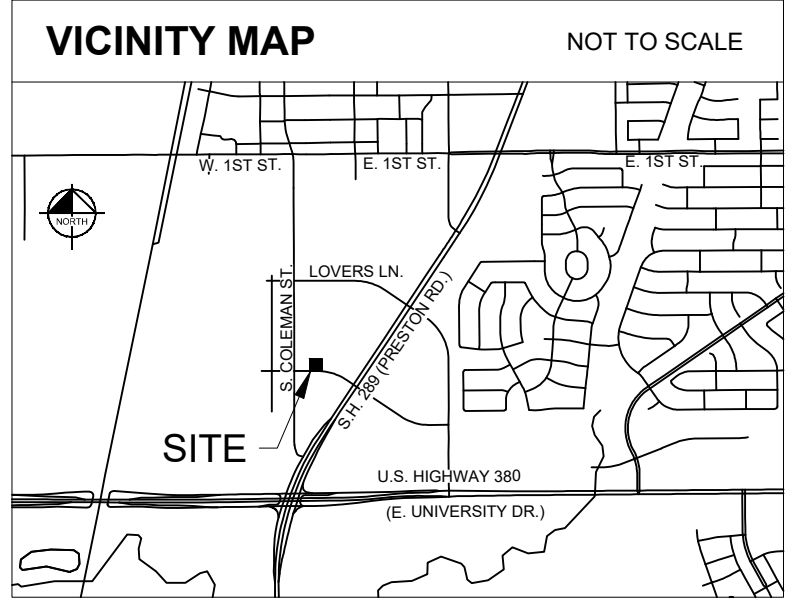 VICINITY MAP
NOT TO SCALE
W. 1ST ST.
E. 1ST ST.
E. 1ST ST.
NORTH
LOVERS LN.
S. COLEMAN ST.
S.H. 289 (PRESTON RD.)
SITE
U.S. HIGHWAY 380
(E. UNIVERSITY DR.)